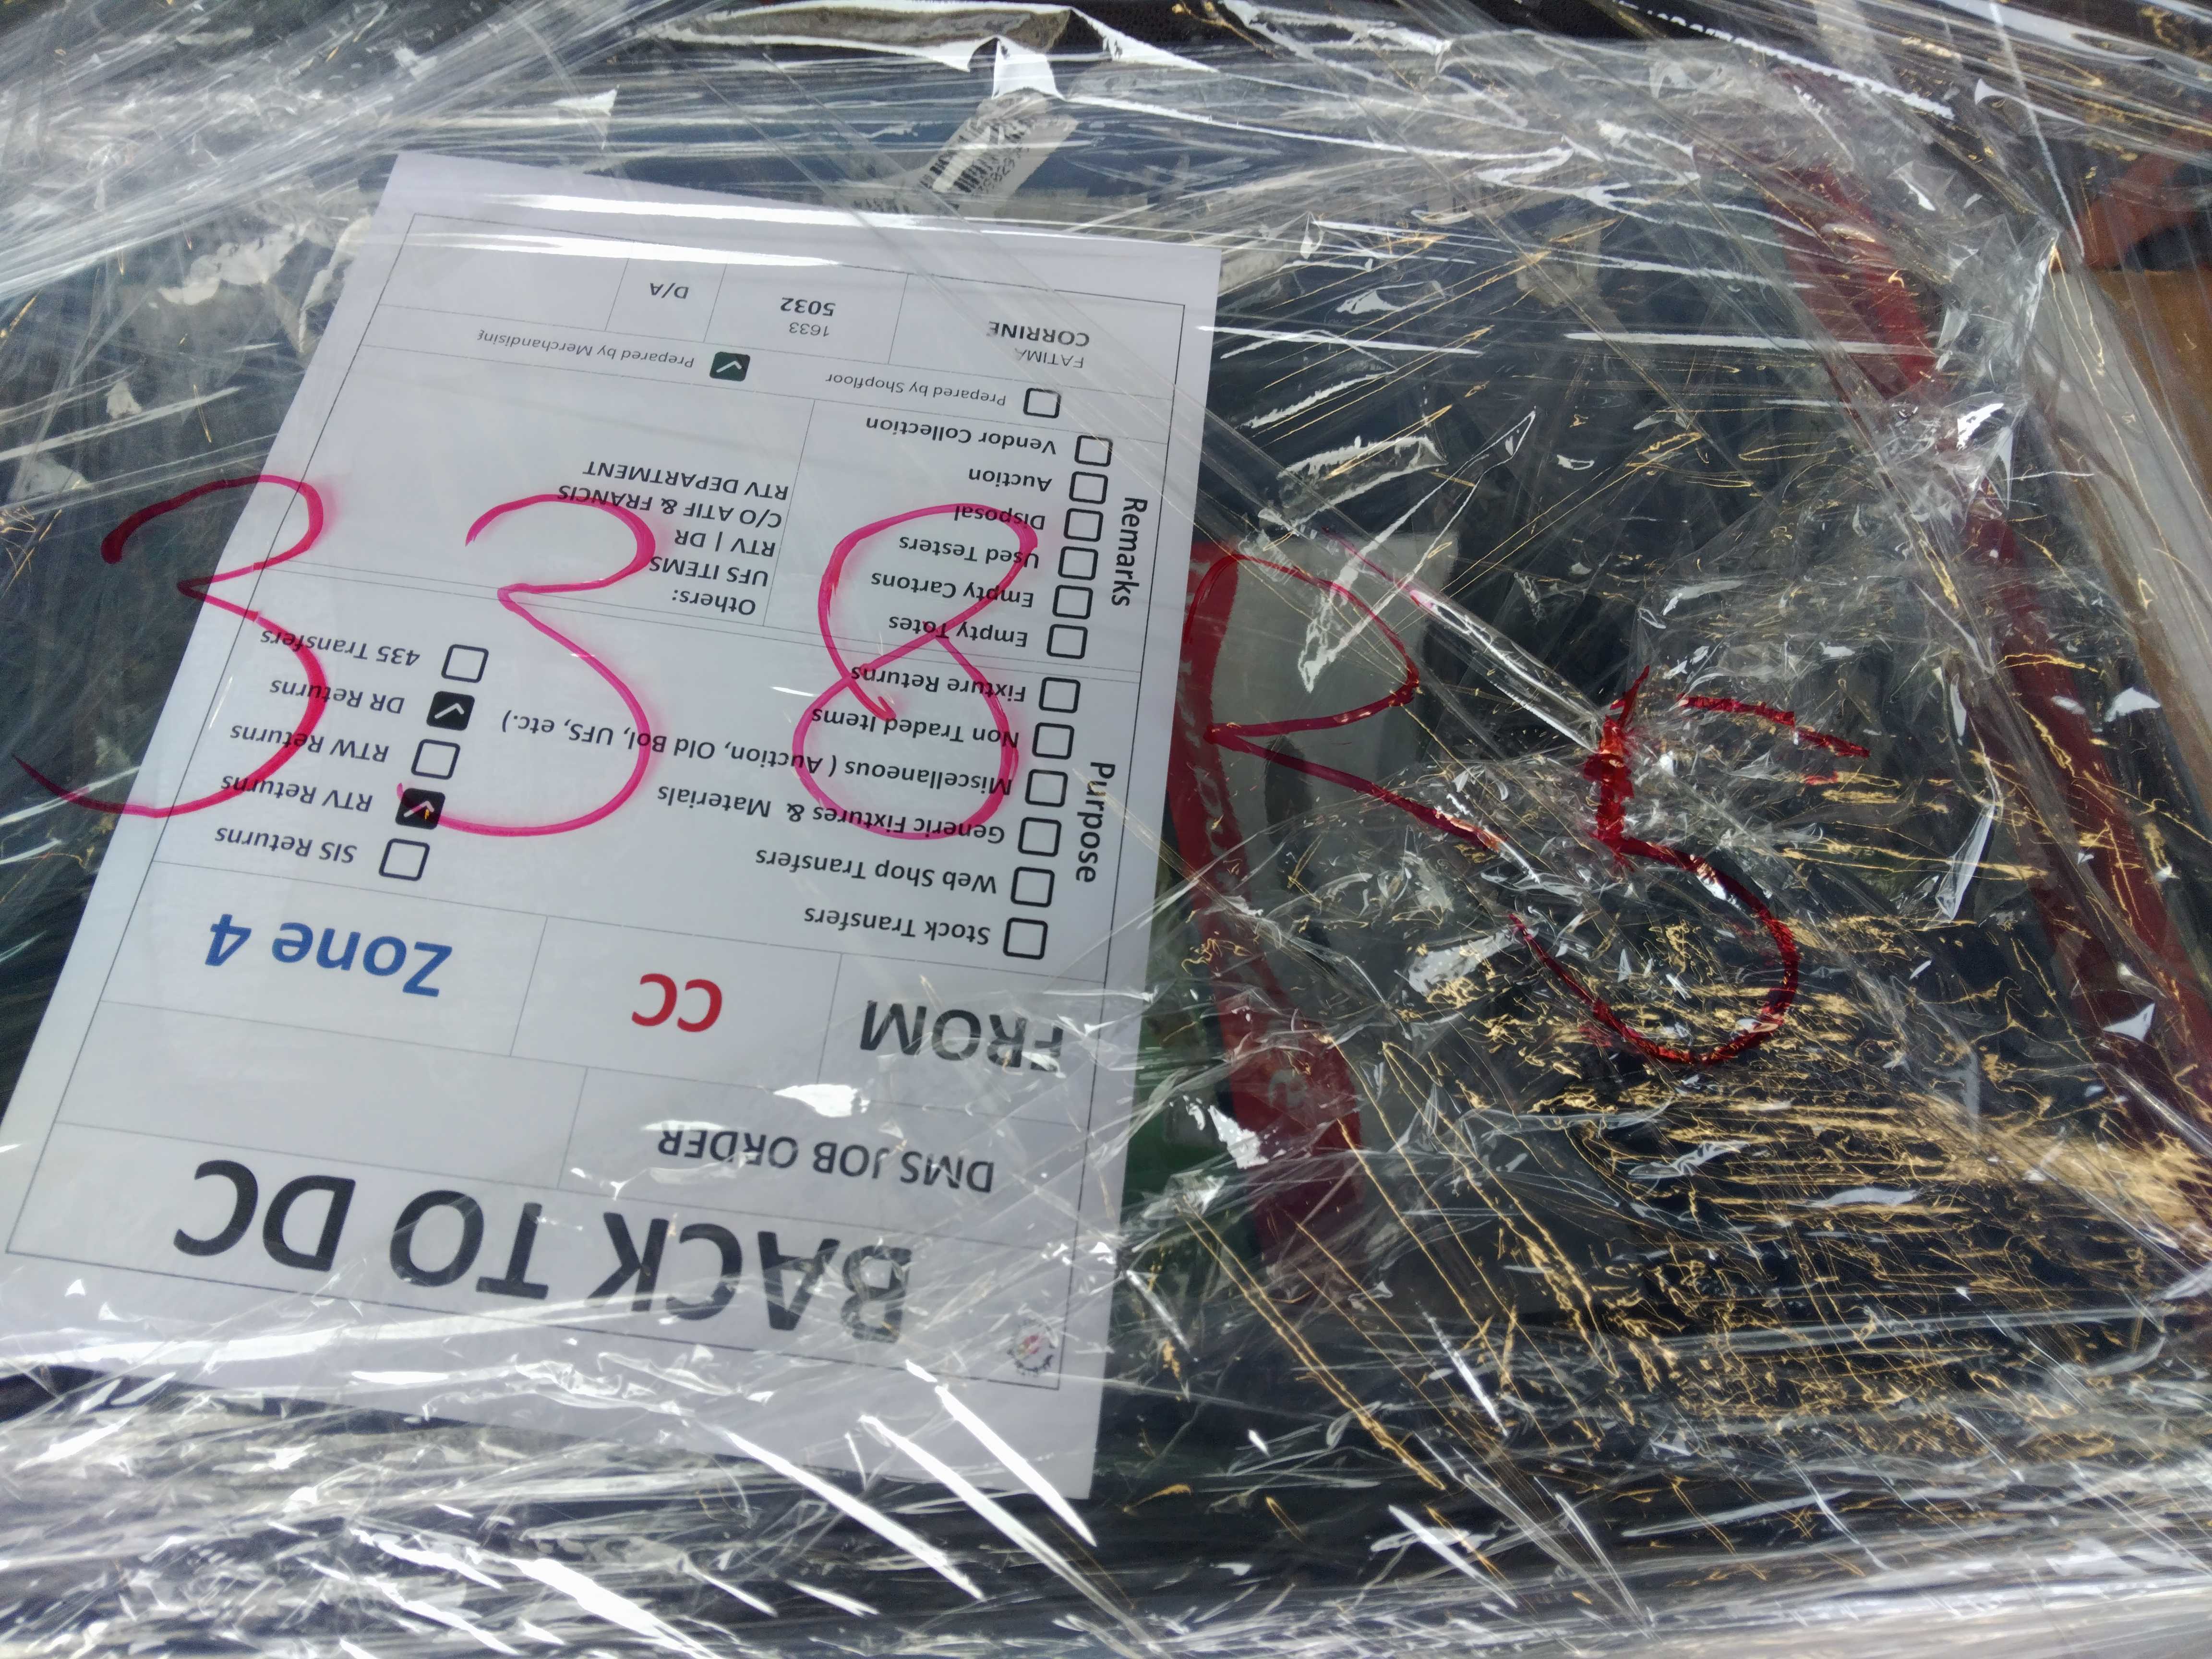 BACK TO DC
DMS JOB ORDER
FROM
CC
Zone 4
Purpose
Stock Transfers
Web Shop Transfers
Generic Fixtures & Materials
Miscellaneous ( Auction, Old Bol, UFS, etc.)
Non Traded Items
Fixture Returns
SIS Returns
RTV Returns
RTW Returns
DR Returns
435 Transfers
Remarks
Empty Totes
Empty Cartons
Used Testers
Disposal
Auction
Vendor Collection
Others:
UFS ITEMS
RTV | DR
C/O ATIF & FRANCIS
RTV DEPARTMENT
Prepared by Shopfloor
Prepared by Merchandising
FATIMA
CORRINE
1633
5032
D/A
338 R5